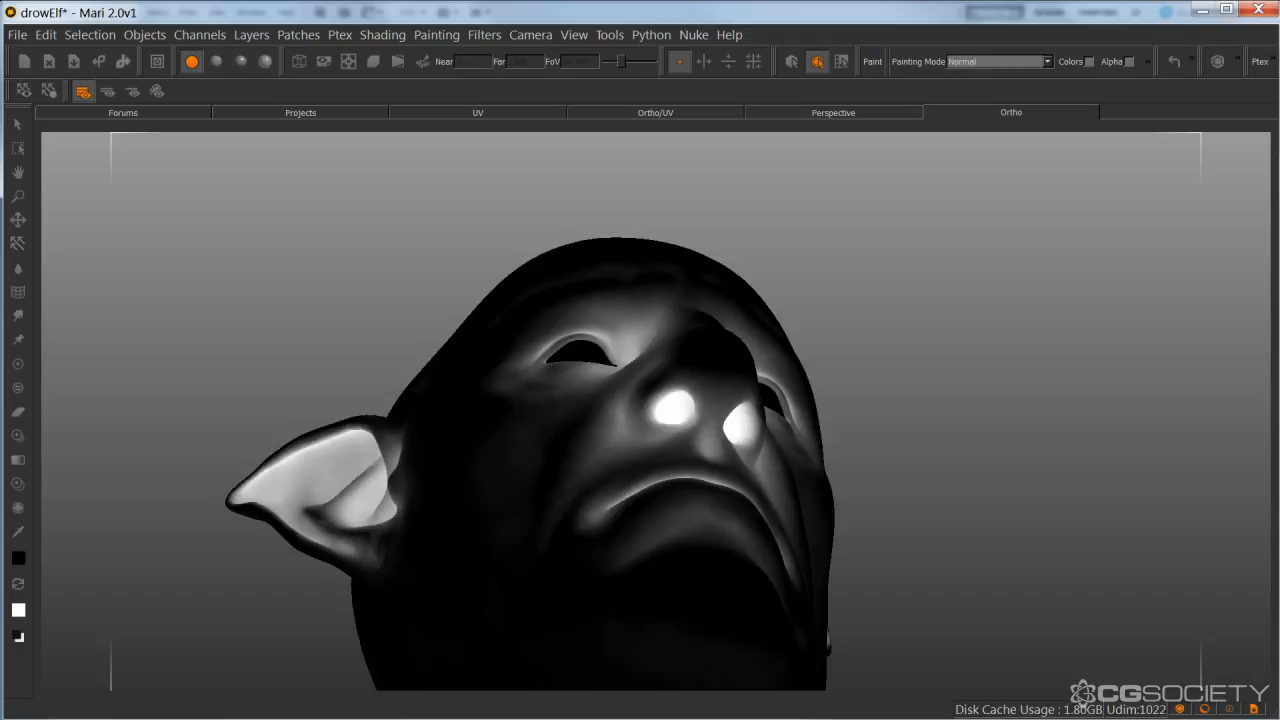 drowElf* - Mari 2.0v1
File Edit Selection Objects Channels Layers Patches Ptex Shading Painting Filters Camera View Tools Python Nuke Help
Near Far FoV Paint Painting Mode Normal Colors Alpha Ptex
Forums Projects UV Ortho/UV Perspective Ortho
CGSOCIETY
Disk Cache Usage : 1.80GB Udim:1022